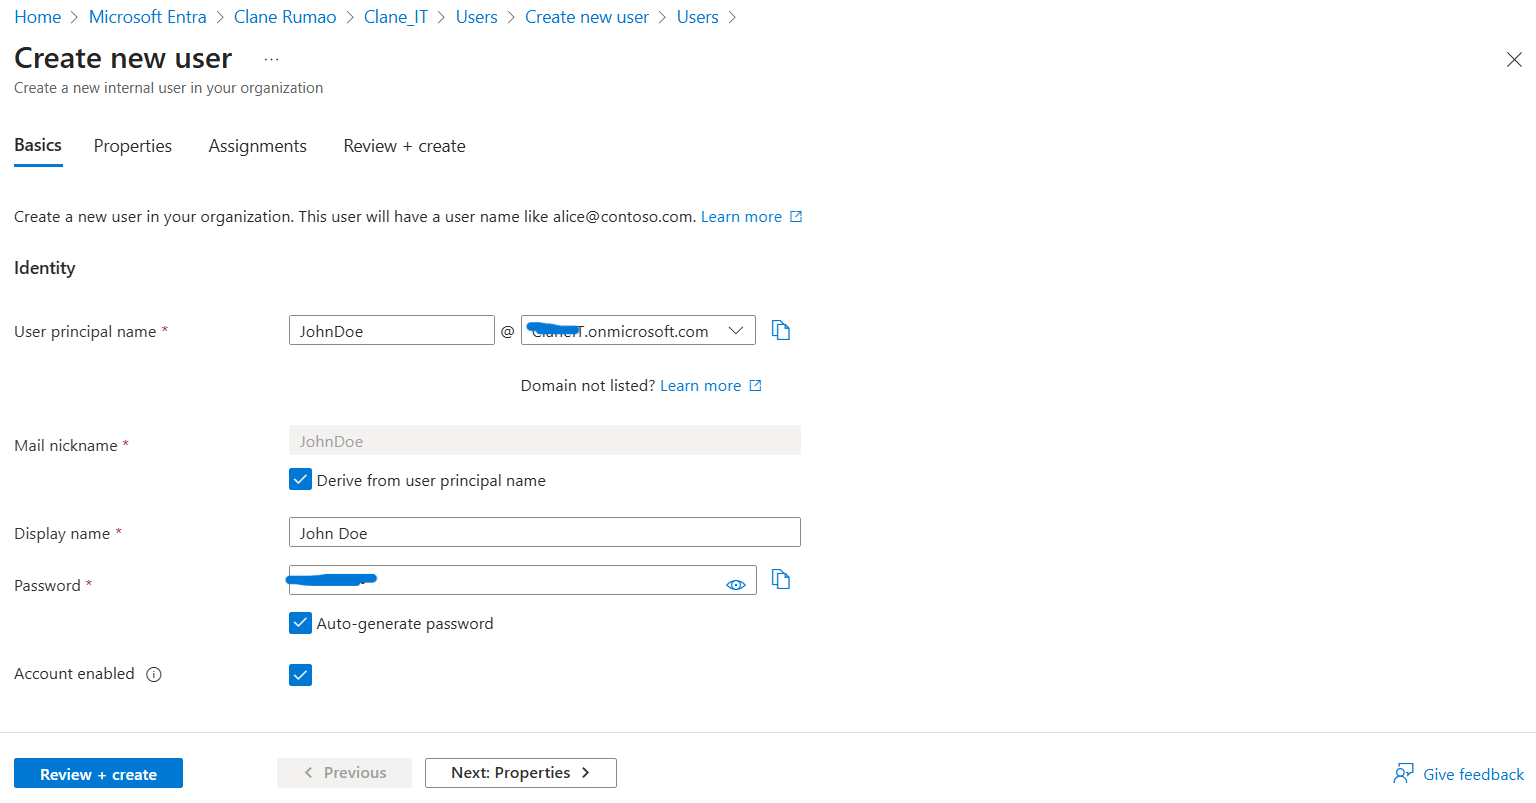 Home > Microsoft Entra > Clane Rumao > Clane_IT > Users > Create new user > Users >
Create new user ...
Create a new internal user in your organization
Basics Properties Assignments Review + create
Create a new user in your organization. This user will have a user name like alice@contoso.com. Learn more
Identity
User principal name * JohnDoe @ .onmicrosoft.com
Domain not listed? Learn more
Mail nickname * JohnDoe
Derive from user principal name
Display name * John Doe
Password *
Auto-generate password
Account enabled
Review + create < Previous Next: Properties > Give feedback